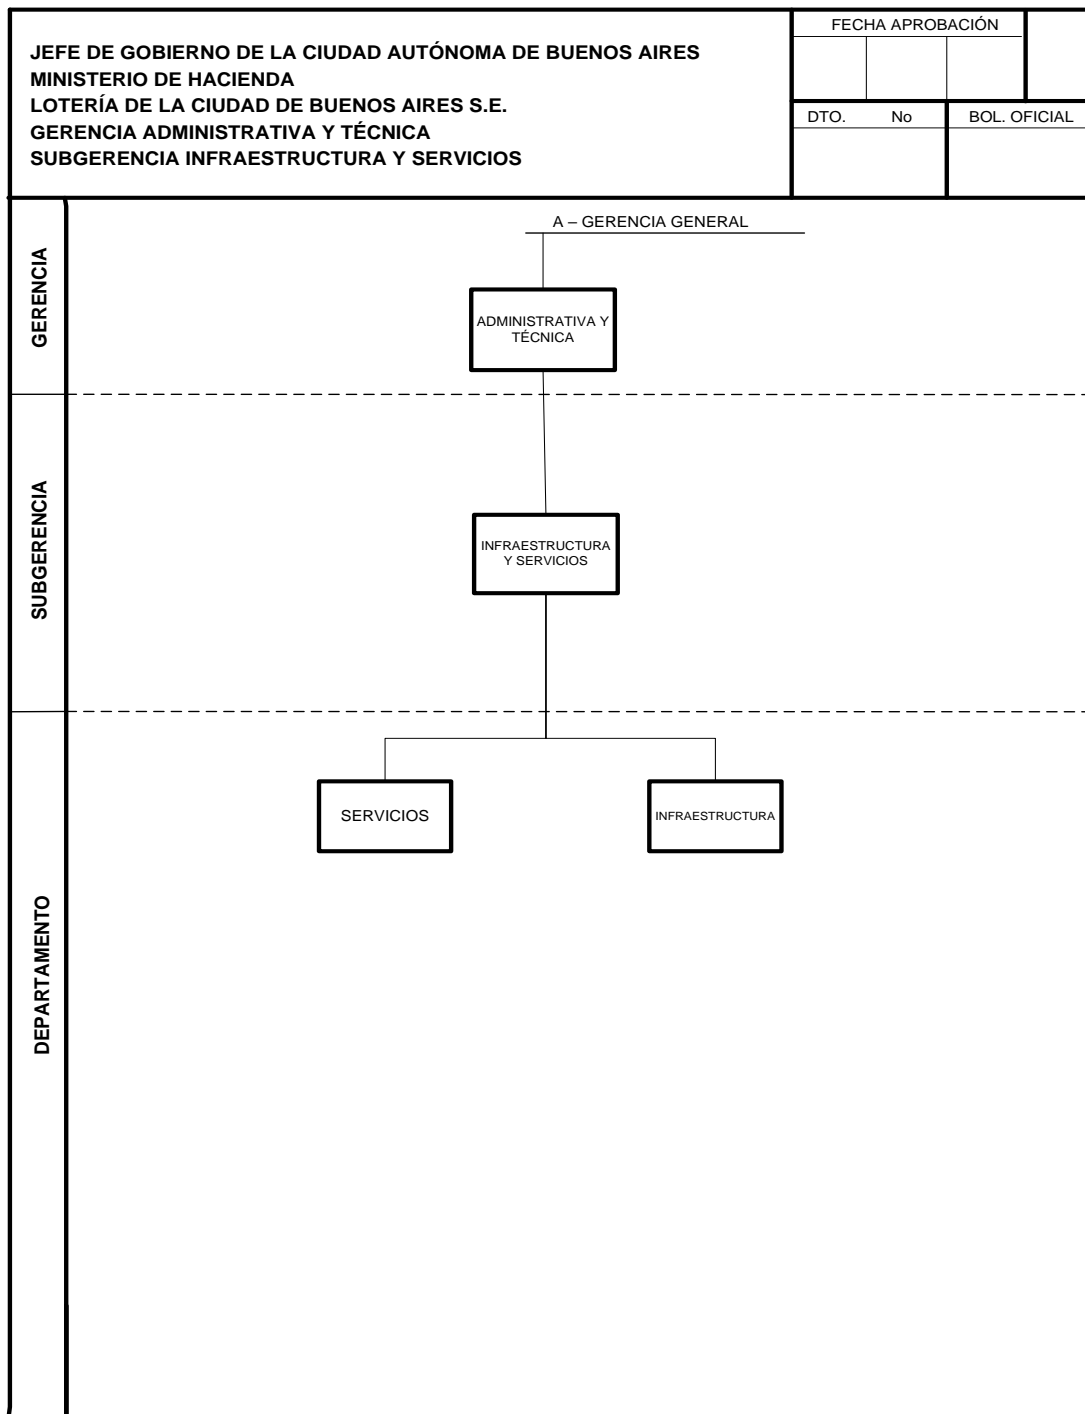 JEFE DE GOBIERNO DE LA CIUDAD AUTÓNOMA DE BUENOS AIRES
MINISTERIO DE HACIENDA
LOTERÍA DE LA CIUDAD DE BUENOS AIRES S.E.
GERENCIA ADMINISTRATIVA Y TÉCNICA
SUBGERENCIA INFRAESTRUCTURA Y SERVICIOS
FECHA APROBACIÓN
DTO. No
BOL. OFICIAL
GERENCIA
A – GERENCIA GENERAL
ADMINISTRATIVA Y
TÉCNICA
SUBGERENCIA
INFRAESTRUCTURA
Y SERVICIOS
DEPARTAMENTO
SERVICIOS
INFRAESTRUCTURA